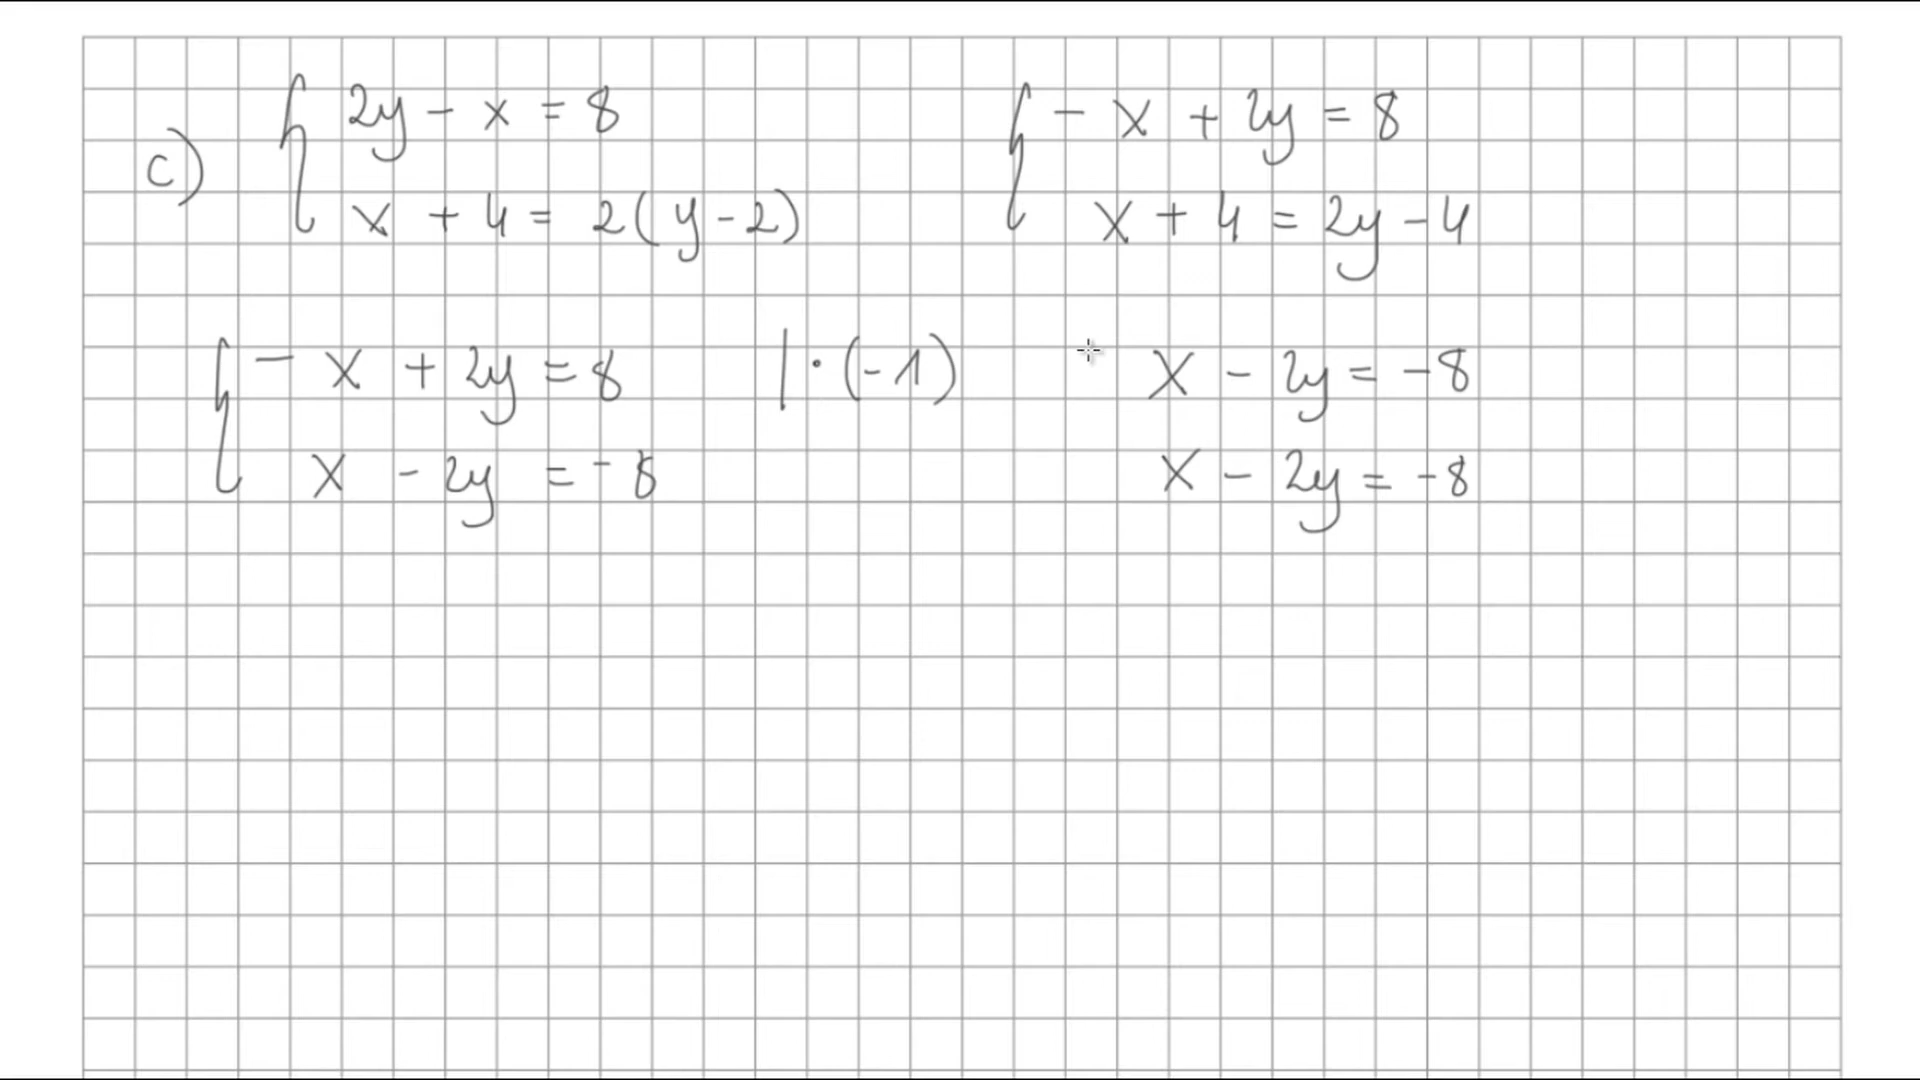 c) { 2y - x = 8
x + 4 = 2(y-2)
{ - x + 2y = 8
x + 4 = 2y - 4
{ - x + 2y = 8 | · (-1)
x - 2y = -8
x - 2y = -8
x - 2y = -8